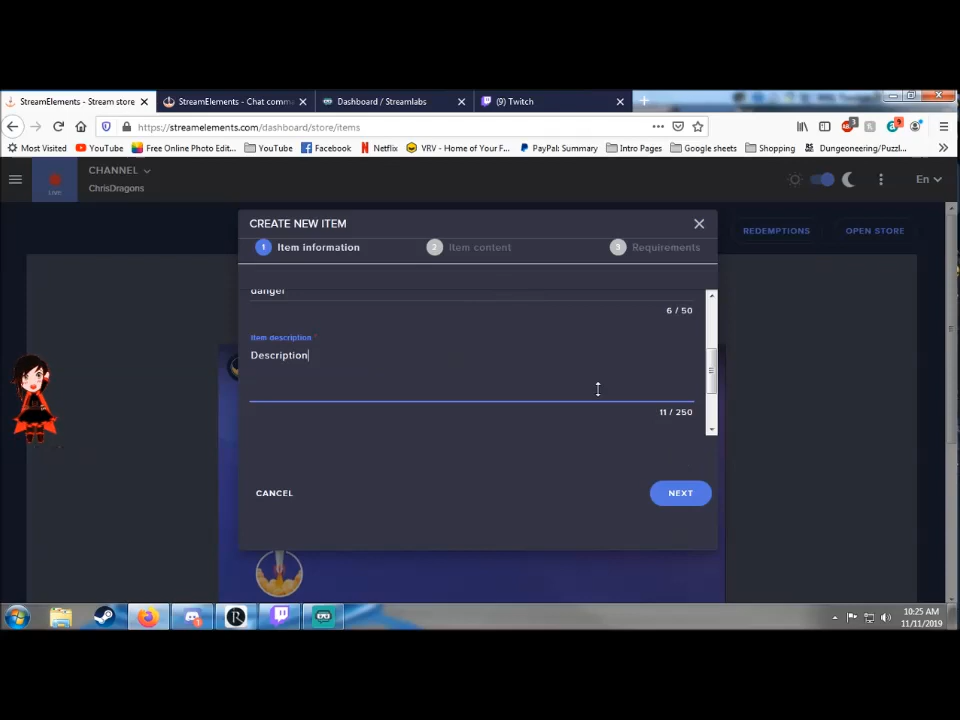 StreamElements - Stream store
StreamElements - Chat comma
Dashboard / Streamlabs
(9) Twitch
https://streamelements.com/dashboard/store/items
3
9
Most Visited
YouTube
Free Online Photo Edit...
YouTube
Facebook
Netflix
VRV - Home of Your F...
PayPal: Summary
Intro Pages
Google sheets
Shopping
Dungeoneering/Puzzl...
CHANNEL
ChrisDragons
En
REDEMPTIONS
OPEN STORE
CREATE NEW ITEM
1 Item information
2 Item content
3 Requirements
danger
6 / 50
Item description *
Description
11 / 250
CANCEL
NEXT
10:25 AM
11/11/2019